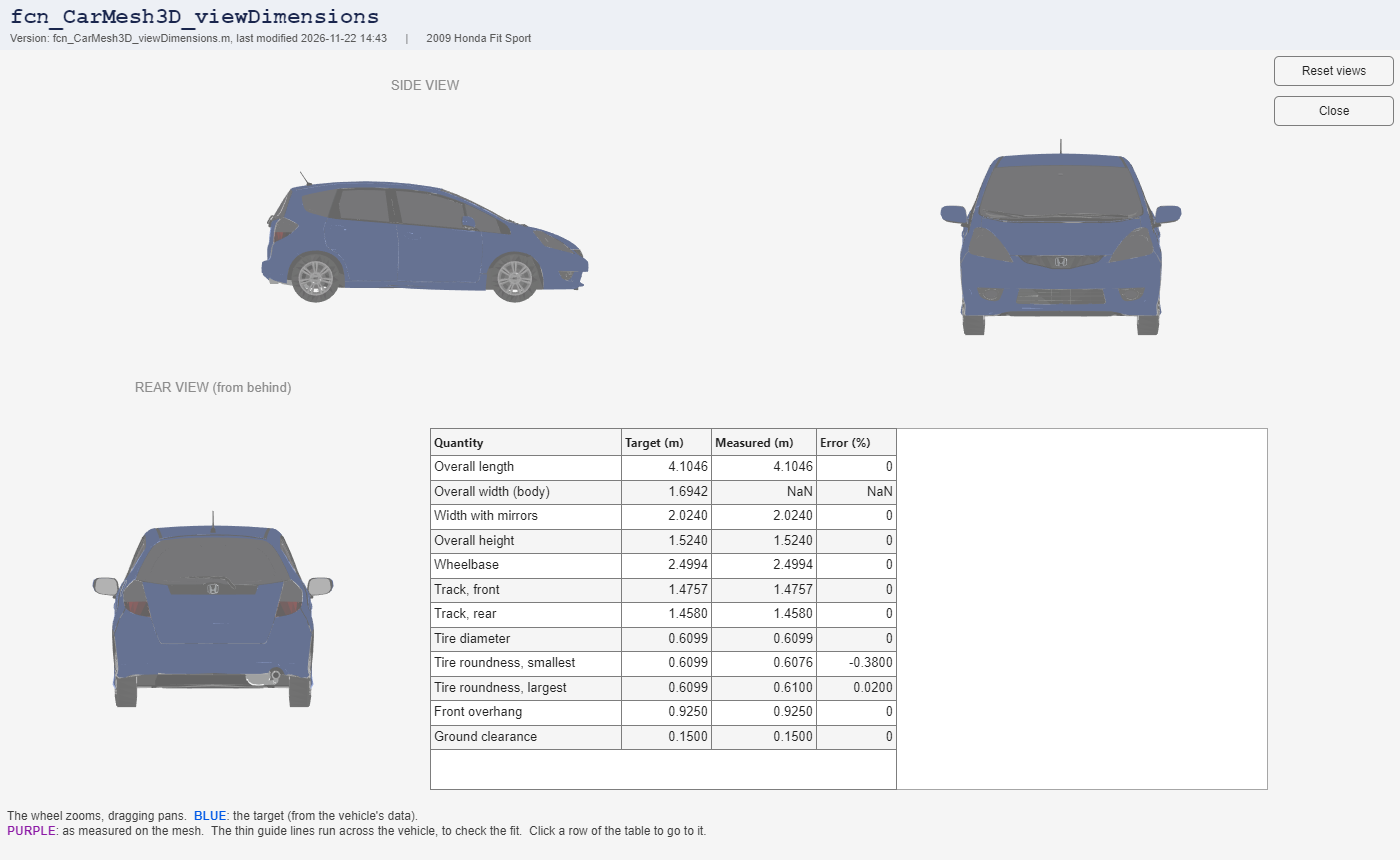 fcn_CarMesh3D_viewDimensions
Version: fcn_CarMesh3D_viewDimensions.m, last modified 2026-11-22 14:43 | 2009 Honda Fit Sport
Reset views
Close
SIDE VIEW
REAR VIEW (from behind)
Quantity Target (m) Measured (m) Error (%)
Overall length 4.1046 4.1046 0
Overall width (body) 1.6942 NaN NaN
Width with mirrors 2.0240 2.0240 0
Overall height 1.5240 1.5240 0
Wheelbase 2.4994 2.4994 0
Track, front 1.4757 1.4757 0
Track, rear 1.4580 1.4580 0
Tire diameter 0.6099 0.6099 0
Tire roundness, smallest 0.6099 0.6076 -0.3800
Tire roundness, largest 0.6099 0.6100 0.0200
Front overhang 0.9250 0.9250 0
Ground clearance 0.1500 0.1500 0
The wheel zooms, dragging pans. BLUE: the target (from the vehicle's data).
PURPLE: as measured on the mesh. The thin guide lines run across the vehicle, to check the fit. Click a row of the table to go to it.